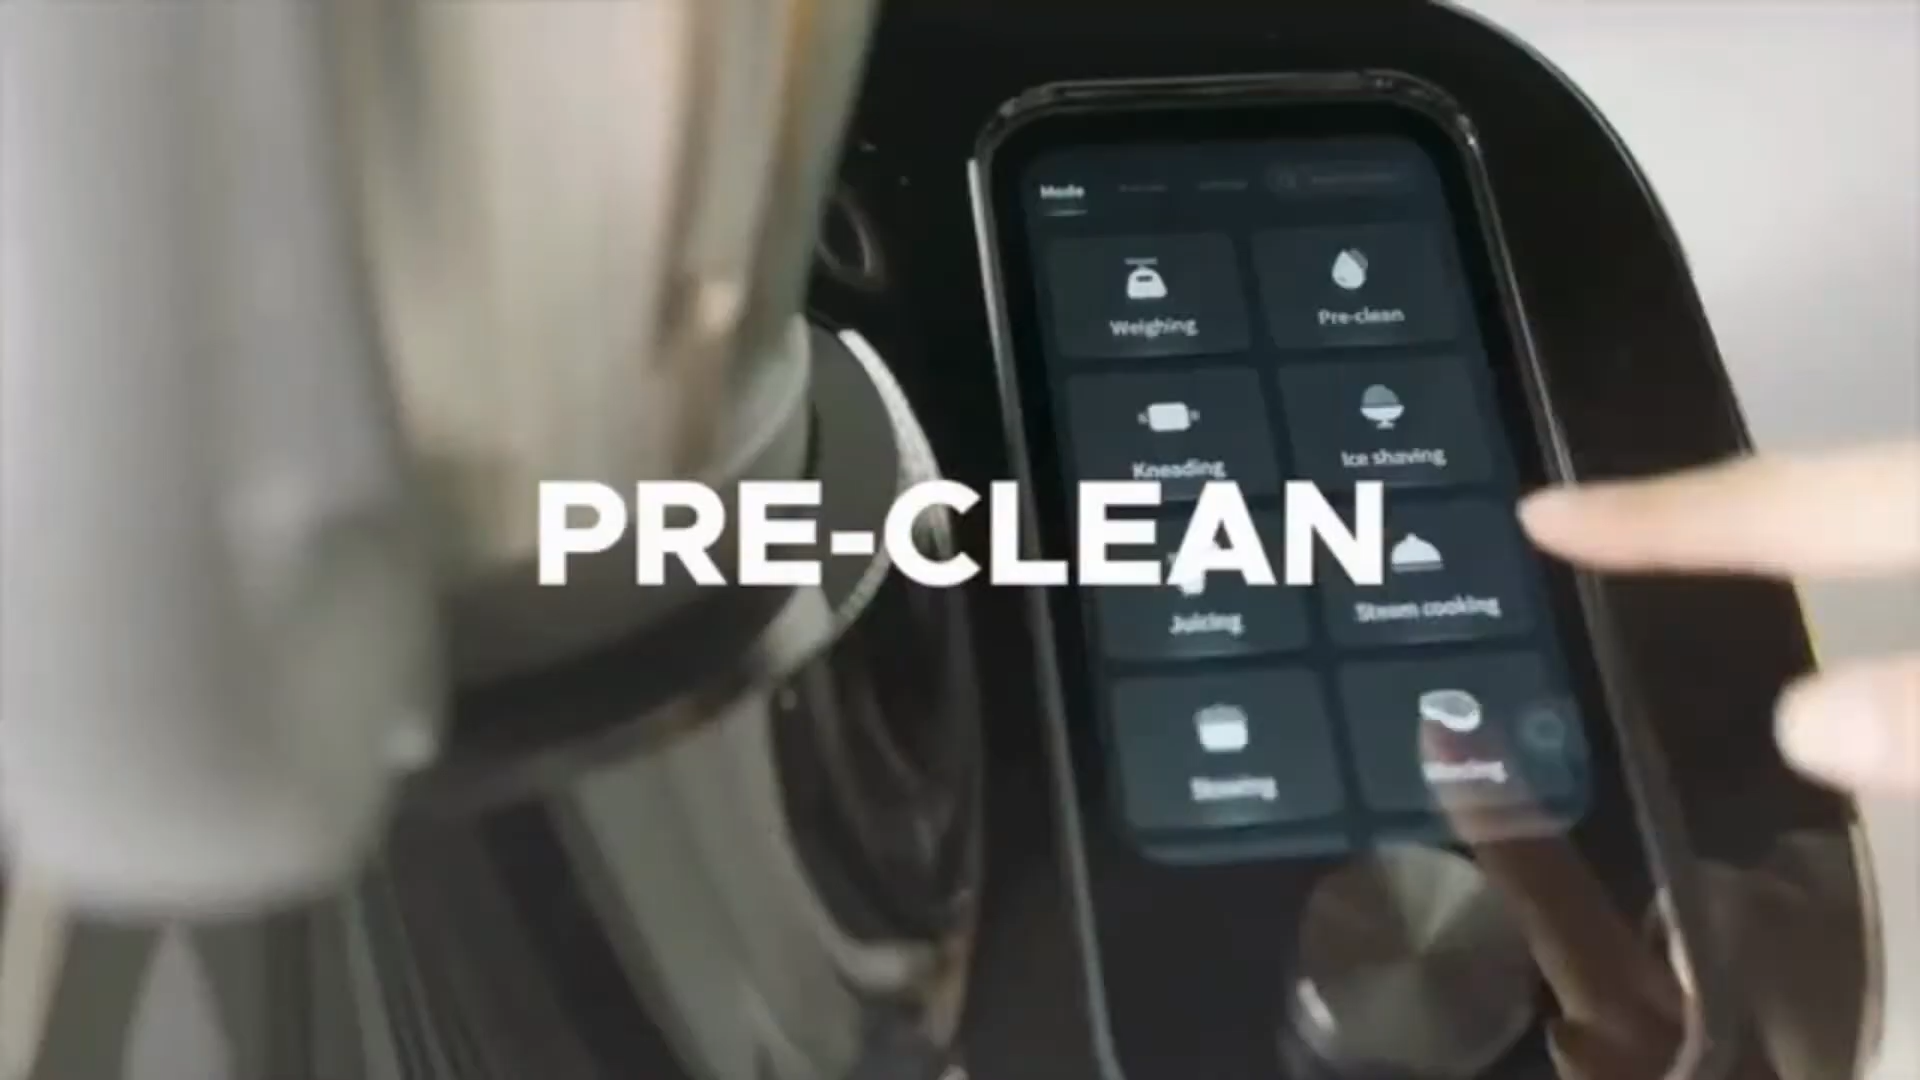 Mode
Weighing
Pre-clean
Kneading
Ice shaving
PRE-CLEAN
Juicing
Steam cooking
Stewing